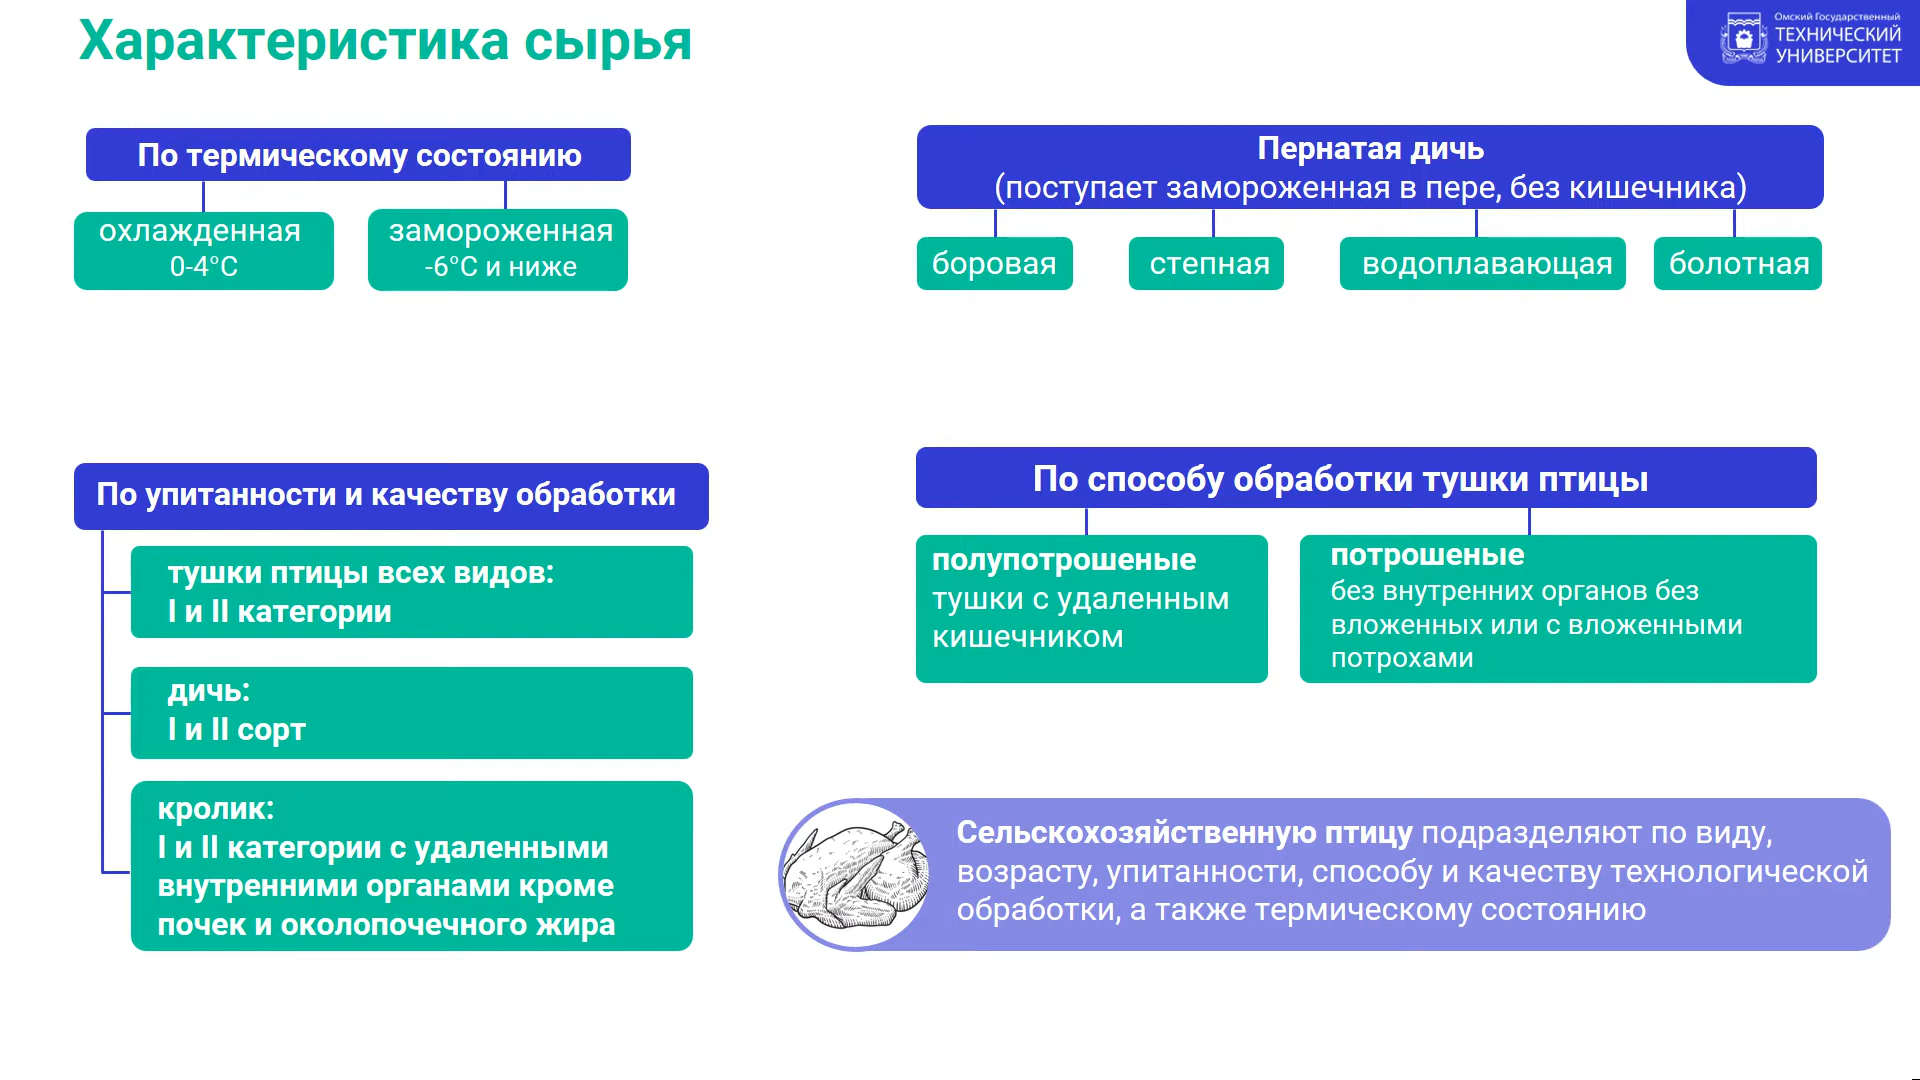 Характеристика сырья
Омский Государственный
ТЕХНИЧЕСКИЙ
УНИВЕРСИТЕТ
По термическому состоянию
охлажденная
0-4°С
замороженная
-6°С и ниже
Пернатая дичь
(поступает замороженная в пере, без кишечника)
боровая
степная
водоплавающая
болотная
По упитанности и качеству обработки
тушки птицы всех видов:
I и II категории
дичь:
I и II сорт
кролик:
I и II категории с удаленными
внутренними органами кроме
почек и околопочечного жира
По способу обработки тушки птицы
полупотрошеные
тушки с удаленным
кишечником
потрошеные
без внутренних органов без
вложенных или с вложенными
потрохами
Сельскохозяйственную птицу подразделяют по виду,
возрасту, упитанности, способу и качеству технологической
обработки, а также термическому состоянию